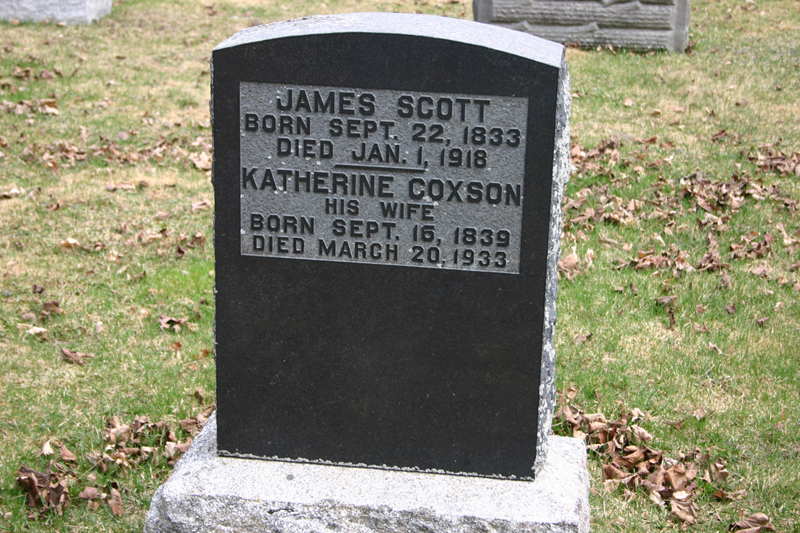 JAMES SCOTT
BORN SEPT. 22, 1833
DIED JAN. 1, 1918
KATHERINE COXSON
HIS WIFE
BORN SEPT. 16, 1839
DIED MARCH 20, 1933